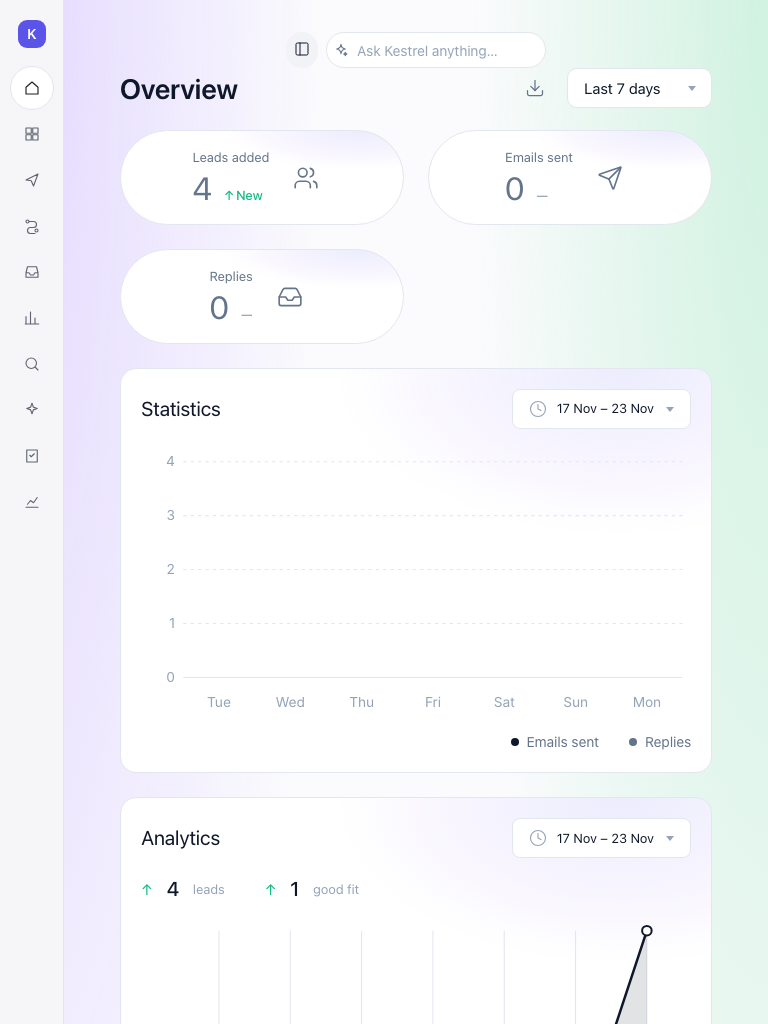 K
Ask Kestrel anything...
Overview
Last 7 days
Leads added
4 ↑ New
Emails sent
0 –
Replies
0 –
Statistics
17 Nov – 23 Nov
4
3
2
1
0
Tue Wed Thu Fri Sat Sun Mon
Emails sent Replies
Analytics
17 Nov – 23 Nov
↑ 4 leads ↑ 1 good fit